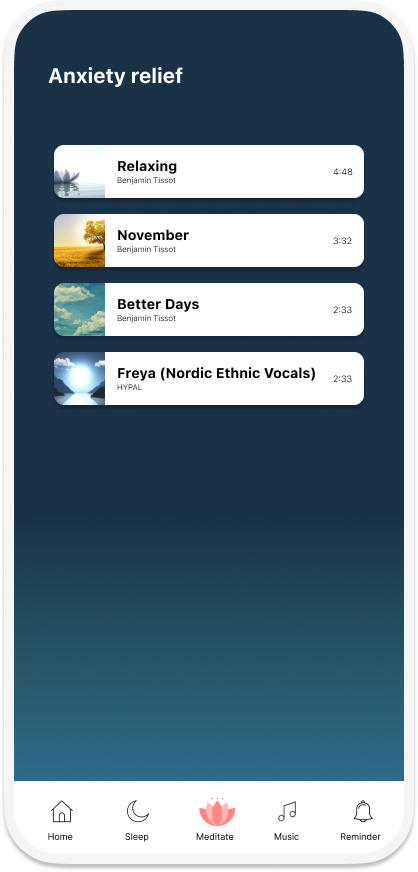 Anxiety relief
Relaxing
Benjamin Tissot
4:48
November
Benjamin Tissot
3:32
Better Days
Benjamin Tissot
2:33
Freya (Nordic Ethnic Vocals)
HYPAL
2:33
Home Sleep Meditate Music Reminder